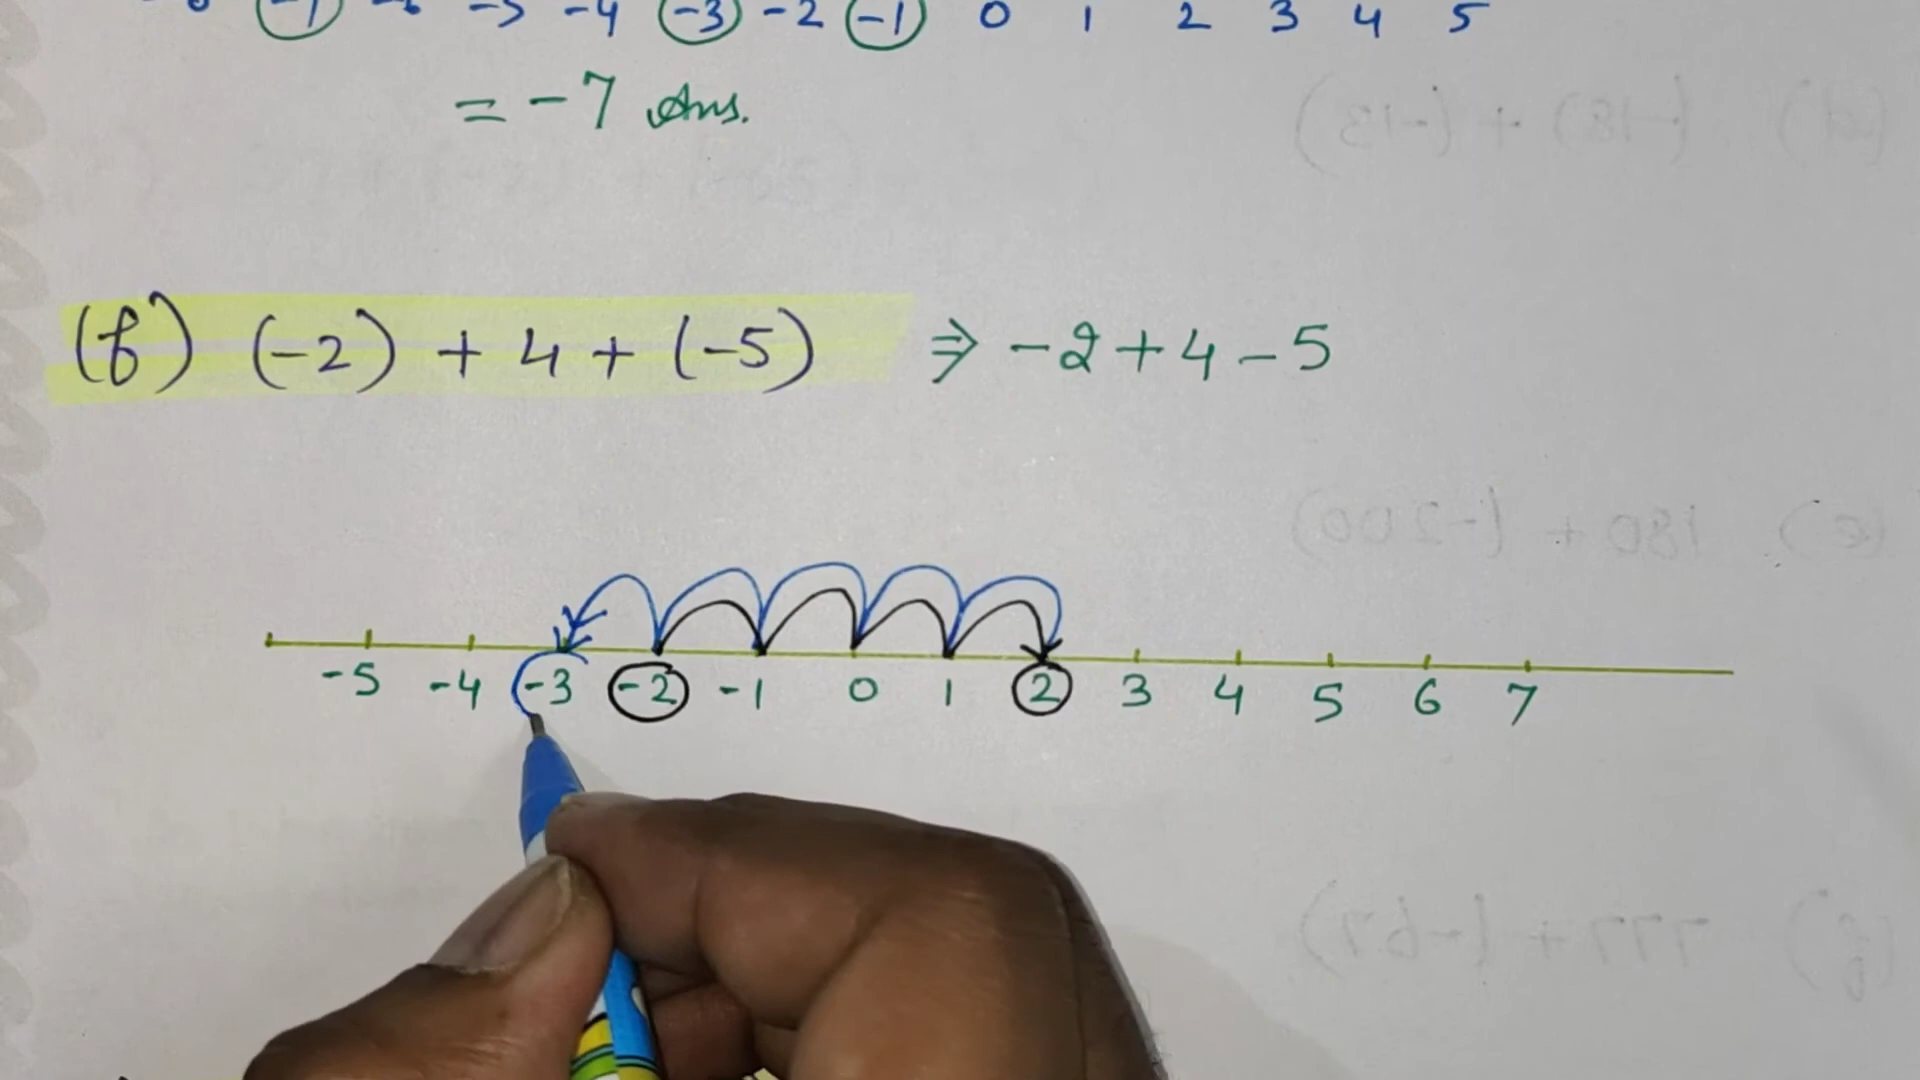 -5 -4 (-3) -2 (-1) 0 1 2 3 4 5
= -7 Ans.
(f) (-2) + 4 + (-5) ⇒ -2 + 4 - 5
-5 -4 -3 -2 -1 0 1 2 3 4 5 6 7